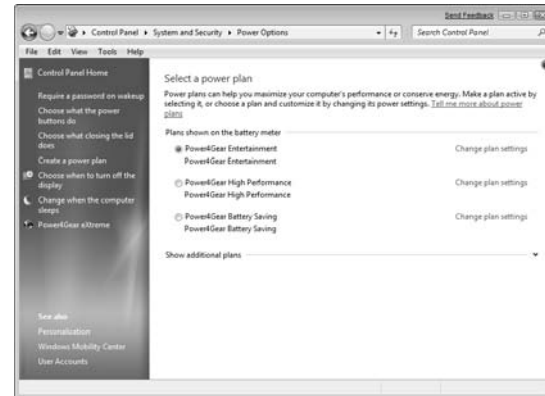 Send Feedback
Control Panel ▸ System and Security ▸ Power Options
Search Control Panel
File Edit View Tools Help
Control Panel Home
Require a password on wakeup
Choose what the power
buttons do
Choose what closing the lid
does
Create a power plan
Choose when to turn off the
display
Change when the computer
sleeps
Power4Gear eXtreme
See also
Personalization
Windows Mobility Center
User Accounts
Select a power plan
Power plans can help you maximize your computer's performance or conserve energy. Make a plan active by
selecting it, or choose a plan and customize it by changing its power settings. Tell me more about power
plans
Plans shown on the battery meter
Power4Gear Entertainment Change plan settings
Power4Gear Entertainment
Power4Gear High Performance Change plan settings
Power4Gear High Performance
Power4Gear Battery Saving Change plan settings
Power4Gear Battery Saving
Show additional plans